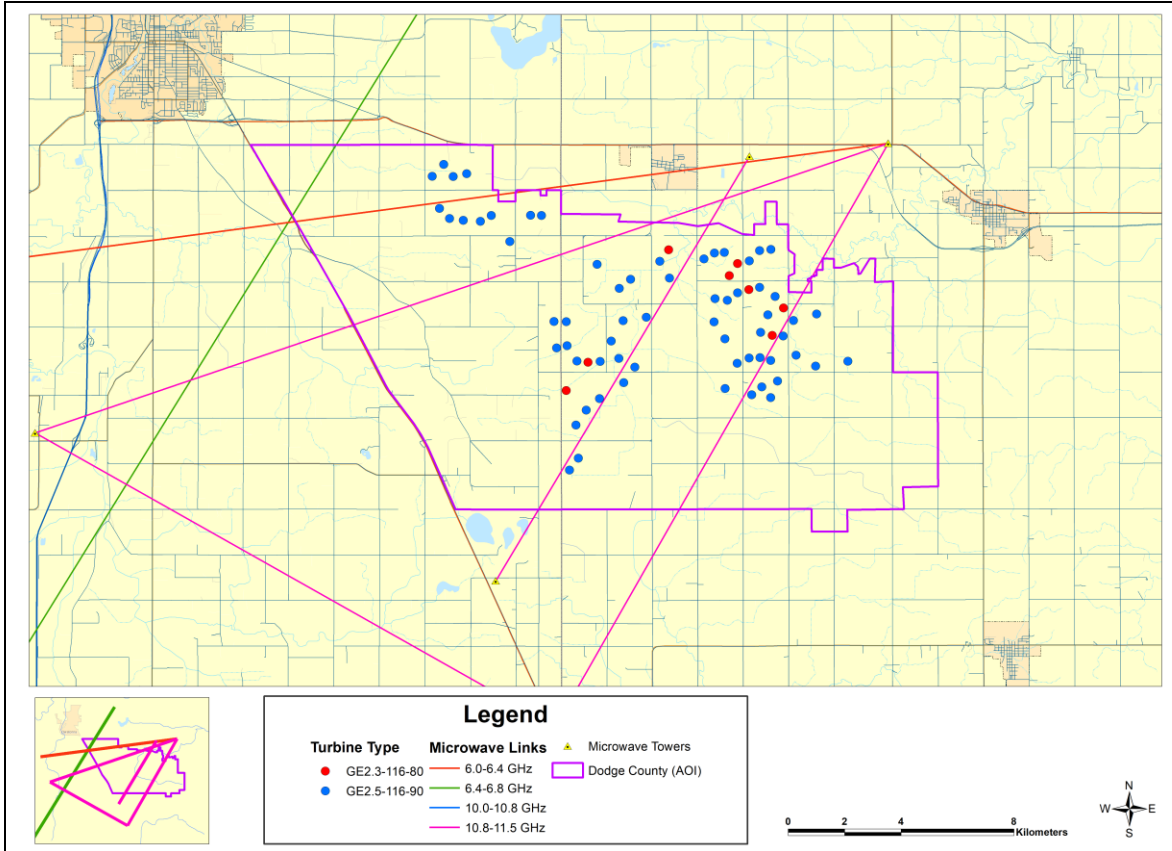 Legend
Turbine Type
GE2.3-116-80
GE2.5-116-90
Microwave Links
6.0-6.4 GHz
6.4-6.8 GHz
10.0-10.8 GHz
10.8-11.5 GHz
Microwave Towers
Dodge County (AOI)
0 2 4 8
Kilometers
N
W E
S